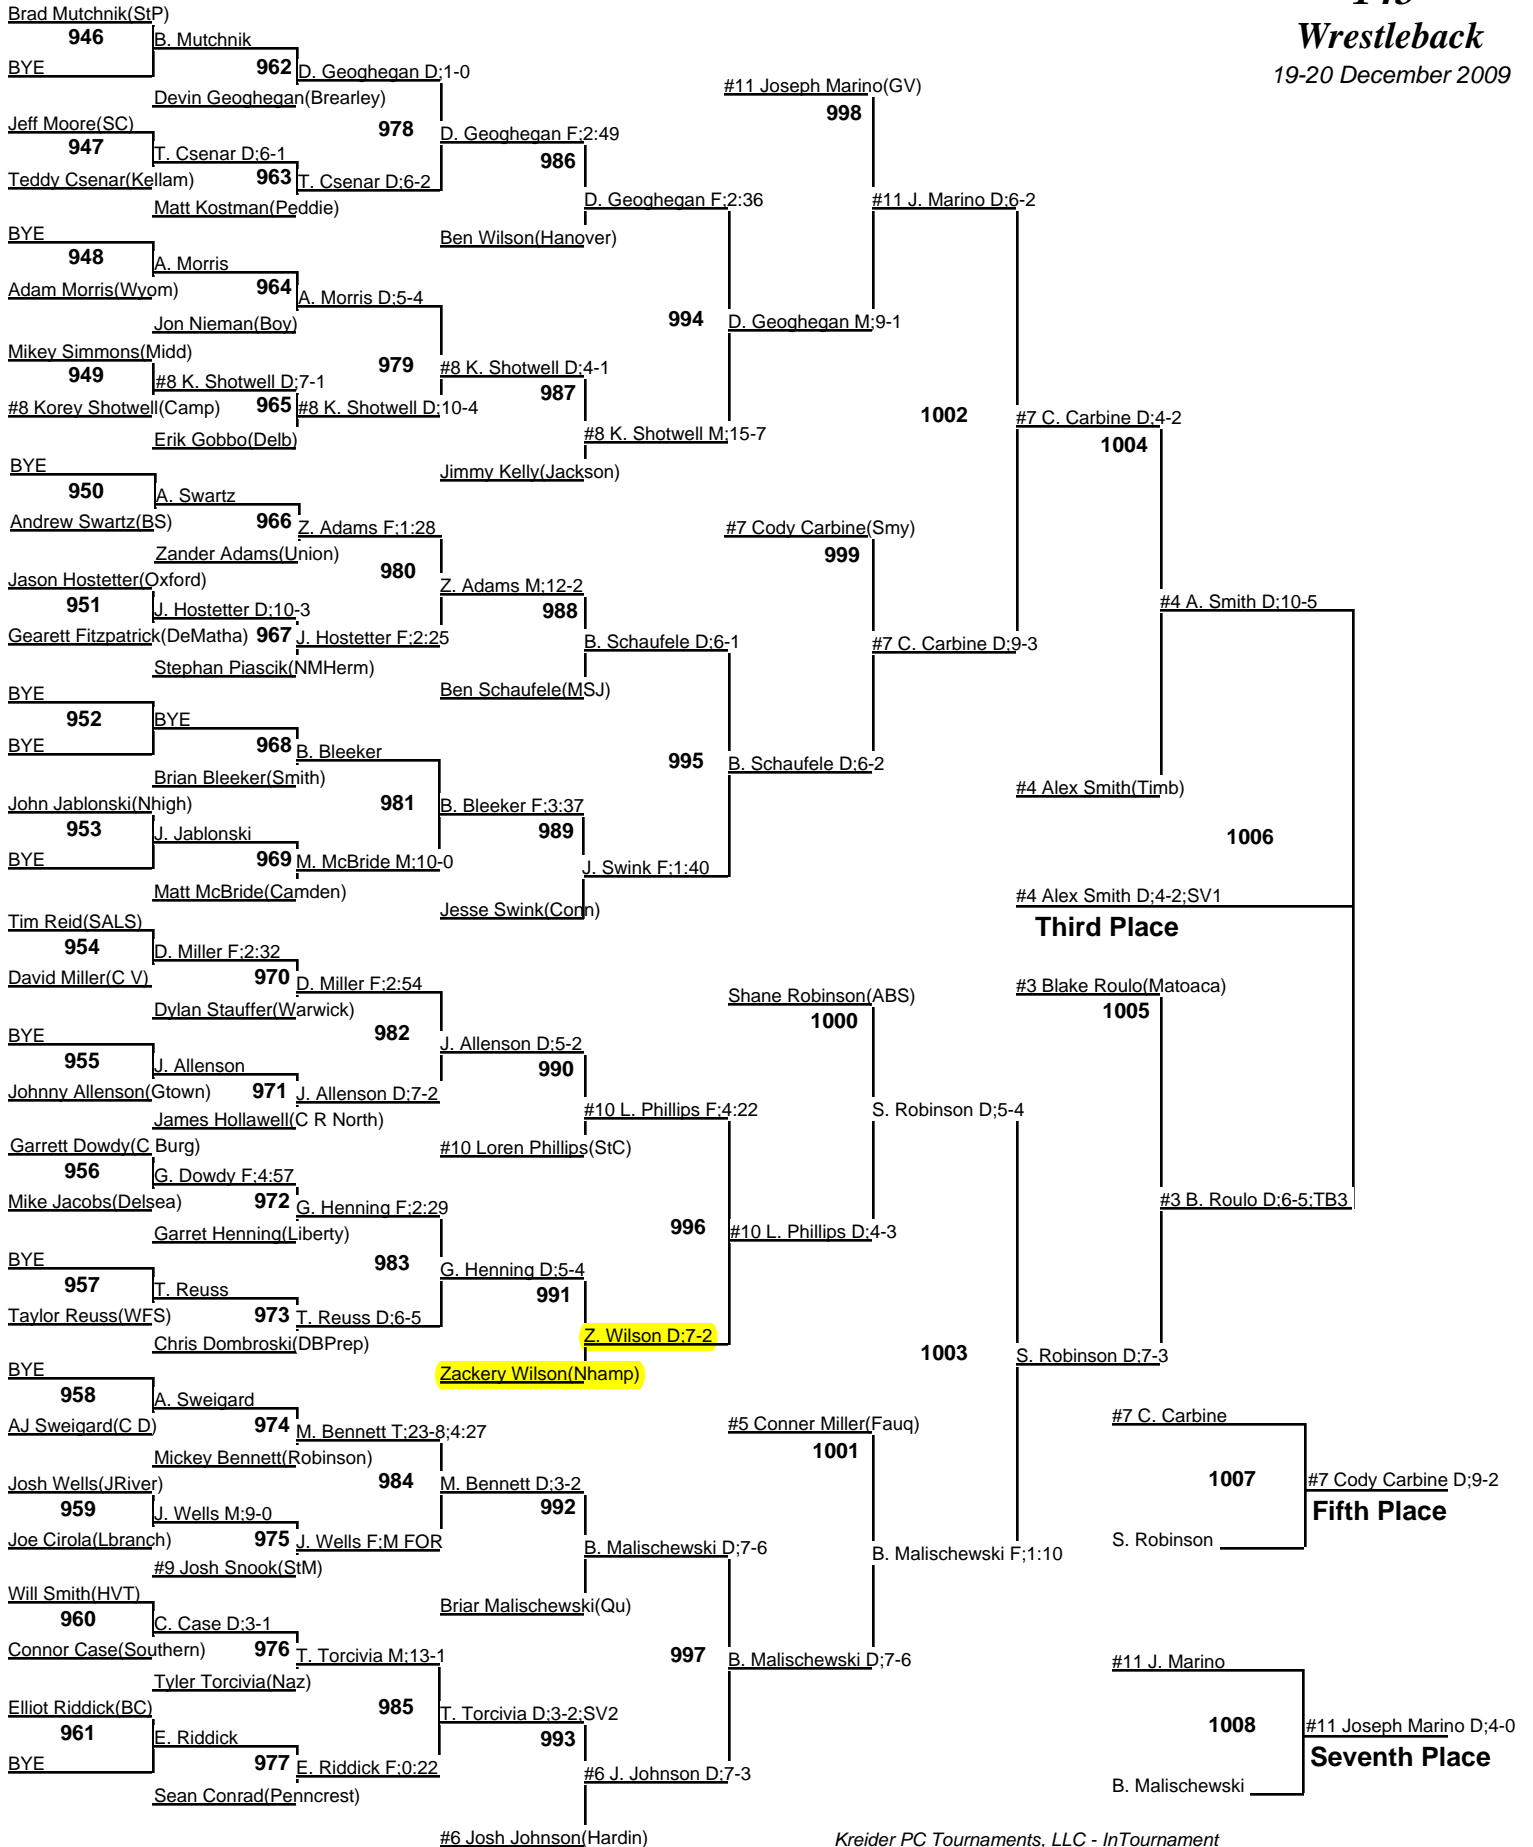 Wrestleback
19-20 December 2009
Brad Mutchnik(StP)
946
BYE
B. Mutchnik
962
Devin Geoghegan(Brearley)
D. Geoghegan D;1-0
Jeff Moore(SC)
947
Teddy Csenar(Kellam)
T. Csenar D;6-1
963
Matt Kostman(Peddie)
T. Csenar D;6-2
978
D. Geoghegan F;2:49
986
Ben Wilson(Hanover)
D. Geoghegan F;2:36
BYE
948
Adam Morris(Wyom)
A. Morris
964
Jon Nieman(Boy)
A. Morris D;5-4
Mikey Simmons(Midd)
949
#8 Korey Shotwell(Camp)
#8 K. Shotwell D;7-1
965
Erik Gobbo(Delb)
#8 K. Shotwell D;10-4
979
#8 K. Shotwell D;4-1
987
Jimmy Kelly(Jackson)
#8 K. Shotwell M;15-7
994
D. Geoghegan M;9-1
#11 Joseph Marino(GV)
998
#11 J. Marino D;6-2
BYE
950
Andrew Swartz(BS)
A. Swartz
966
Zander Adams(Union)
Z. Adams F;1:28
Jason Hostetter(Oxford)
951
Gearett Fitzpatrick(DeMatha)
J. Hostetter D;10-3
967
Stephan Piascik(NMHerm)
J. Hostetter F;2:25
980
Z. Adams M;12-2
988
Ben Schaufele(MSJ)
B. Schaufele D;6-1
BYE
952
BYE
BYE
968
Brian Bleeker(Smith)
B. Bleeker
John Jablonski(Nhigh)
953
BYE
J. Jablonski
969
Matt McBride(Camden)
M. McBride M;10-0
981
B. Bleeker F;3:37
989
Jesse Swink(Conn)
J. Swink F;1:40
995
B. Schaufele D;6-2
#7 Cody Carbine(Smy)
999
#7 C. Carbine D;9-3
1002
#7 C. Carbine D;4-2
1004
#4 Alex Smith(Timb)
#4 A. Smith D;10-5
1006
#4 Alex Smith D;4-2;SV1
Third Place
Tim Reid(SALS)
954
David Miller(C V)
D. Miller F;2:32
970
Dylan Stauffer(Warwick)
D. Miller F;2:54
BYE
955
Johnny Allenson(Gtown)
J. Allenson
971
James Hollawell(C R North)
J. Allenson D;7-2
982
J. Allenson D;5-2
990
#10 Loren Phillips(StC)
#10 L. Phillips F;4:22
Garrett Dowdy(C Burg)
956
Mike Jacobs(Delsea)
G. Dowdy F;4:57
972
Garret Henning(Liberty)
G. Henning F;2:29
BYE
957
Taylor Reuss(WFS)
T. Reuss
973
Chris Dombroski(DBPrep)
T. Reuss D;6-5
983
G. Henning D;5-4
991
Zackery Wilson(Nhamp)
Z. Wilson D;7-2
996
#10 L. Phillips D;4-3
Shane Robinson(ABS)
1000
S. Robinson D;5-4
BYE
958
AJ Sweigard(C D)
A. Sweigard
974
Mickey Bennett(Robinson)
M. Bennett T;23-8;4:27
Josh Wells(JRiver)
959
Joe Cirola(Lbranch)
J. Wells M;9-0
975
#9 Josh Snook(StM)
J. Wells F;M FOR
984
M. Bennett D;3-2
992
Briar Malischewski(Qu)
B. Malischewski D;7-6
Will Smith(HVT)
960
Connor Case(Southern)
C. Case D;3-1
976
Tyler Torcivia(Naz)
T. Torcivia M;13-1
Elliot Riddick(BC)
961
BYE
E. Riddick
977
Sean Conrad(Penncrest)
E. Riddick F;0:22
985
T. Torcivia D;3-2;SV2
993
#6 Josh Johnson(Hardin)
#6 J. Johnson D;7-3
997
B. Malischewski D;7-6
#5 Conner Miller(Fauq)
1001
B. Malischewski F;1:10
1003
S. Robinson D;7-3
#3 Blake Roulo(Matoaca)
1005
#3 B. Roulo D;6-5;TB3
#7 C. Carbine
1007
S. Robinson
#7 Cody Carbine D;9-2
Fifth Place
#11 J. Marino
1008
B. Malischewski
#11 Joseph Marino D;4-0
Seventh Place
Kreider PC Tournaments, LLC - InTournament